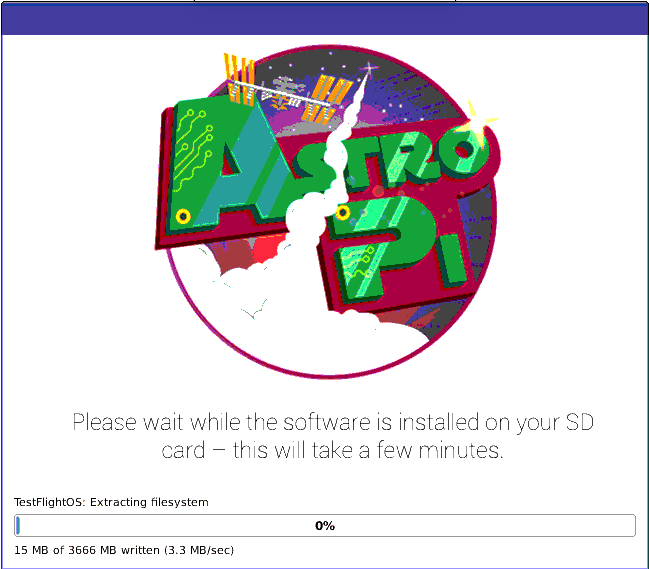 ASTRO
Pi
Please wait while the software is installed on your SD
card – this will take a few minutes.
TestFlightOS: Extracting filesystem
0%
15 MB of 3666 MB written (3.3 MB/sec)